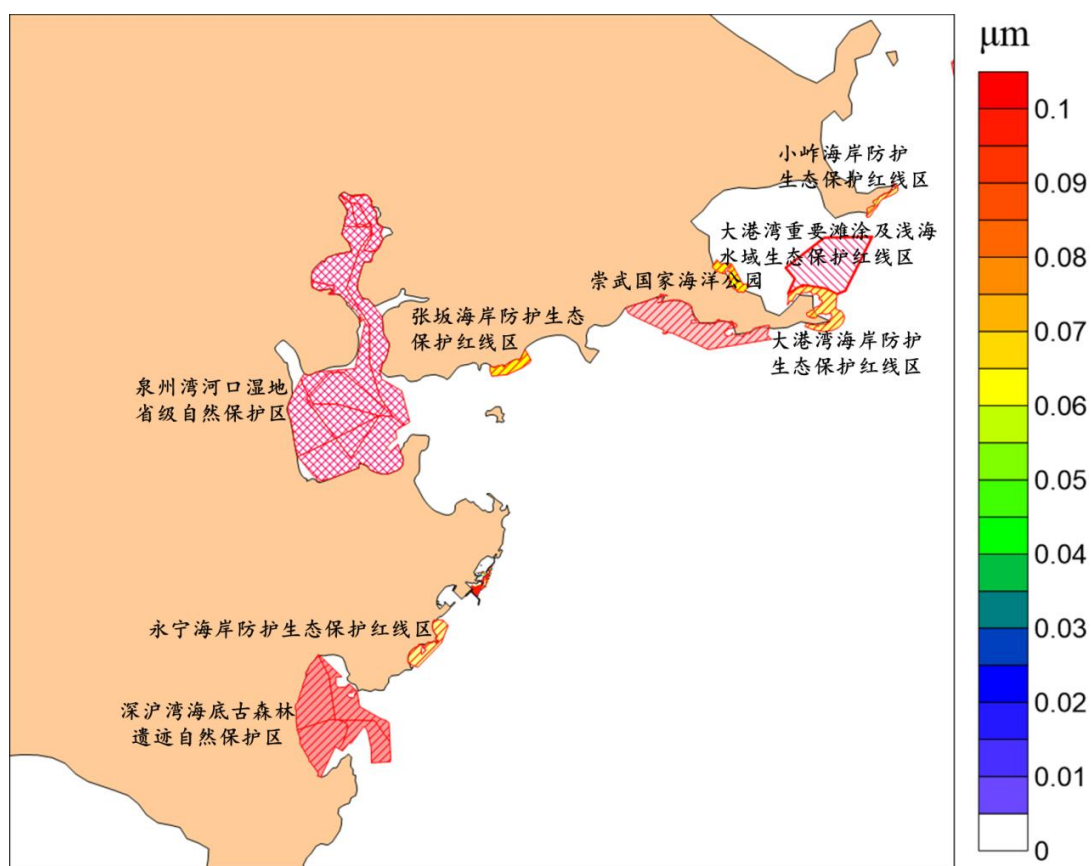 μm
小岞海岸防护
生态保护红线区
大港湾重要滩涂及浅海
水域生态保护红线区
崇武国家海洋公园
张坂海岸防护生态
保护红线区
大港湾海岸防护
生态保护红线区
泉州湾河口湿地
省级自然保护区
永宁海岸防护生态保护红线区
深沪湾海底古森林
遗迹自然保护区
0.1
0.09
0.08
0.07
0.06
0.05
0.04
0.03
0.02
0.01
0